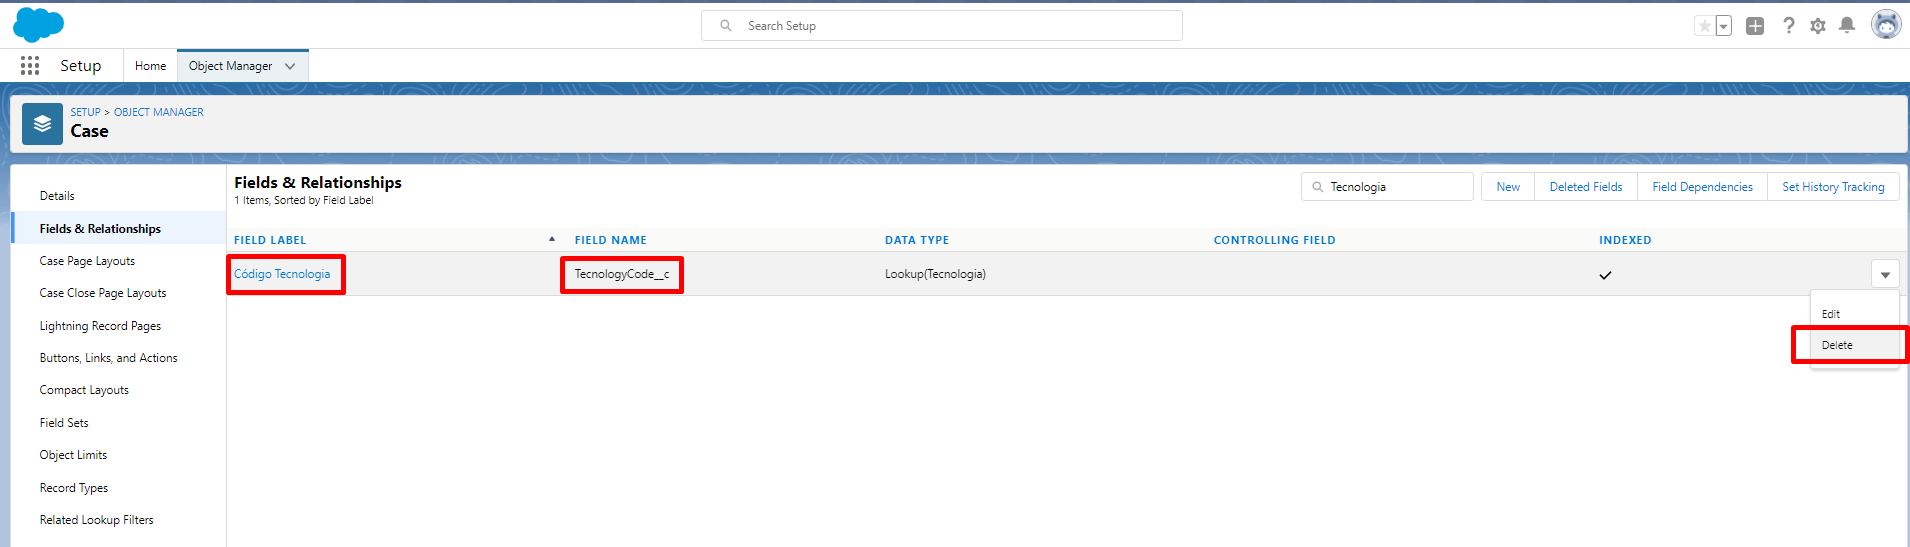 Search Setup
Setup
Home
Object Manager
SETUP > OBJECT MANAGER
Case
Details
Fields & Relationships
Case Page Layouts
Case Close Page Layouts
Lightning Record Pages
Buttons, Links, and Actions
Compact Layouts
Field Sets
Object Limits
Record Types
Related Lookup Filters
Fields & Relationships
1 Items, Sorted by Field Label
Tecnologia
New
Deleted Fields
Field Dependencies
Set History Tracking
FIELD LABEL FIELD NAME DATA TYPE CONTROLLING FIELD INDEXED
Código Tecnologia TecnologyCode__c Lookup(Tecnologia)
Edit
Delete